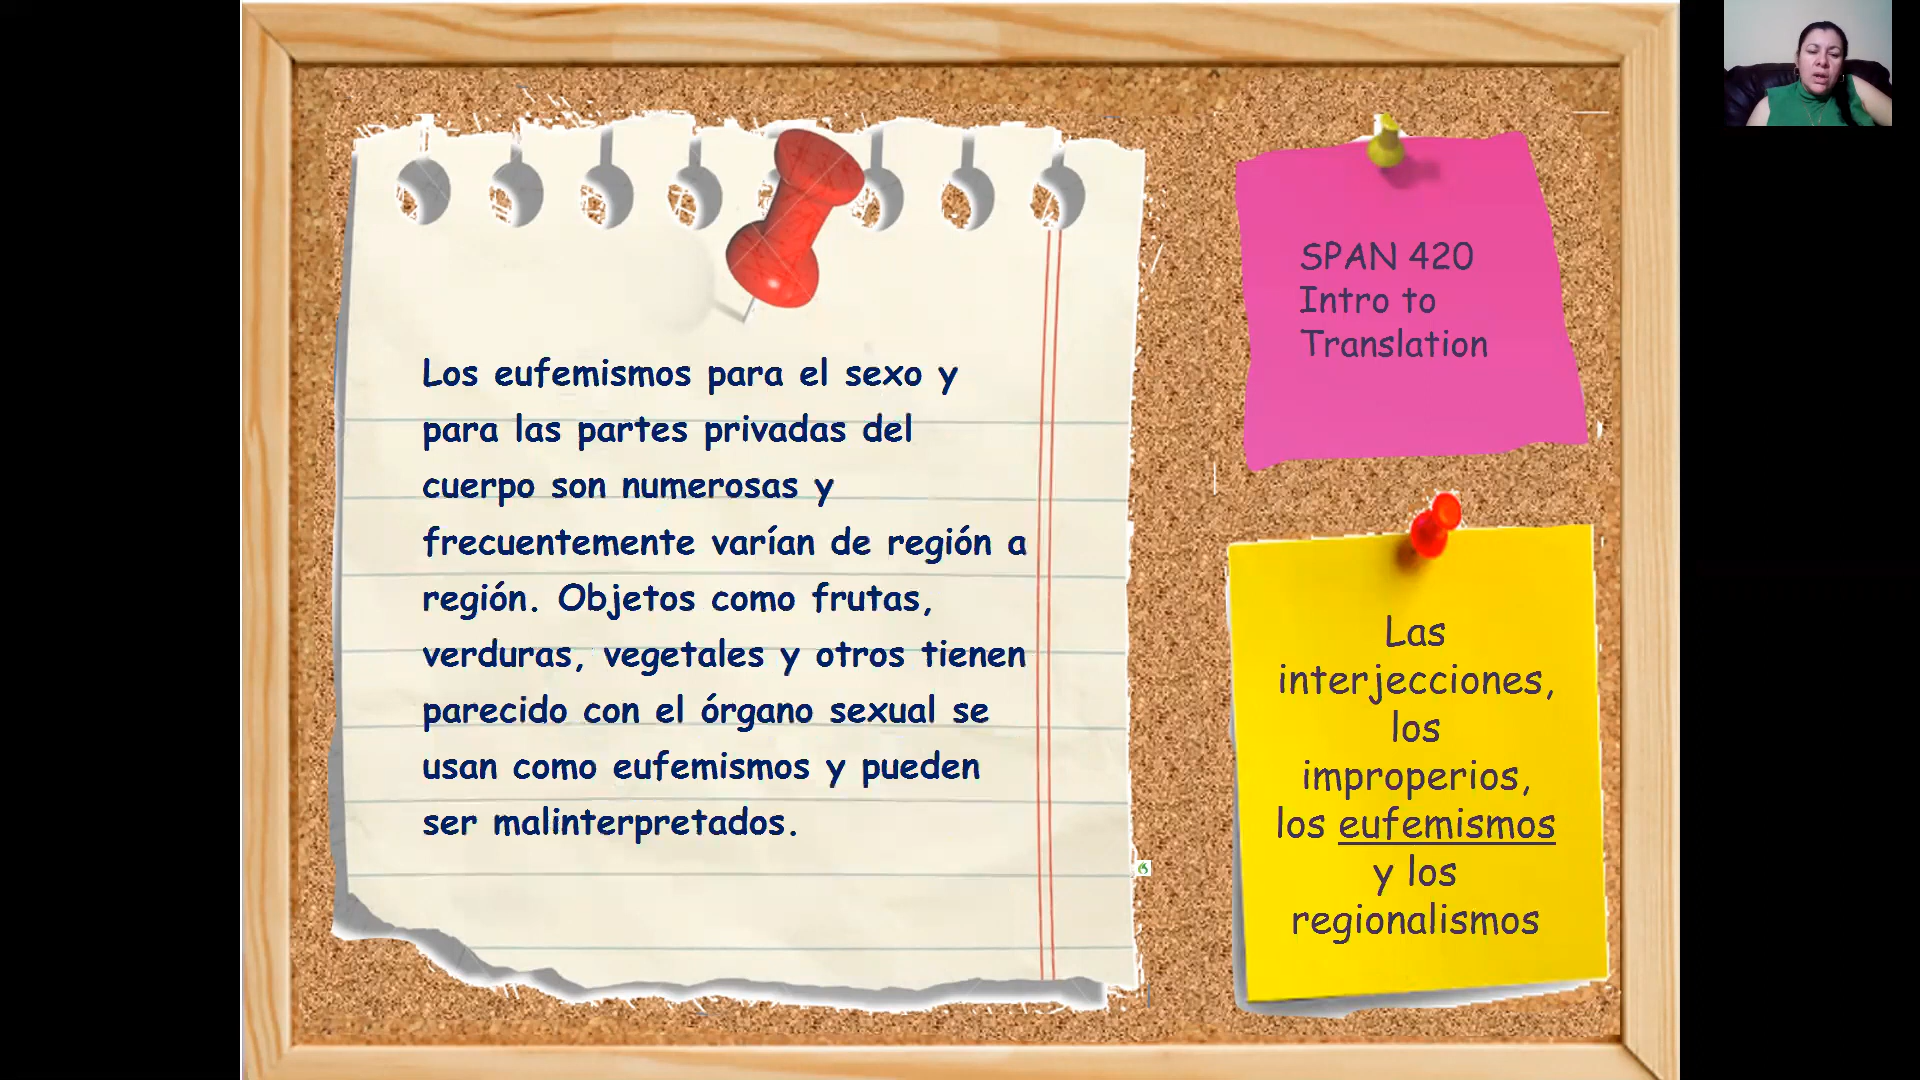 Los eufemismos para el sexo y
para las partes privadas del
cuerpo son numerosas y
frecuentemente varían de región a
región. Objetos como frutas,
verduras, vegetales y otros tienen
parecido con el órgano sexual se
usan como eufemismos y pueden
ser malinterpretados.
SPAN 420
Intro to
Translation
Las
interjecciones,
los
improperios,
los eufemismos
y los
regionalismos